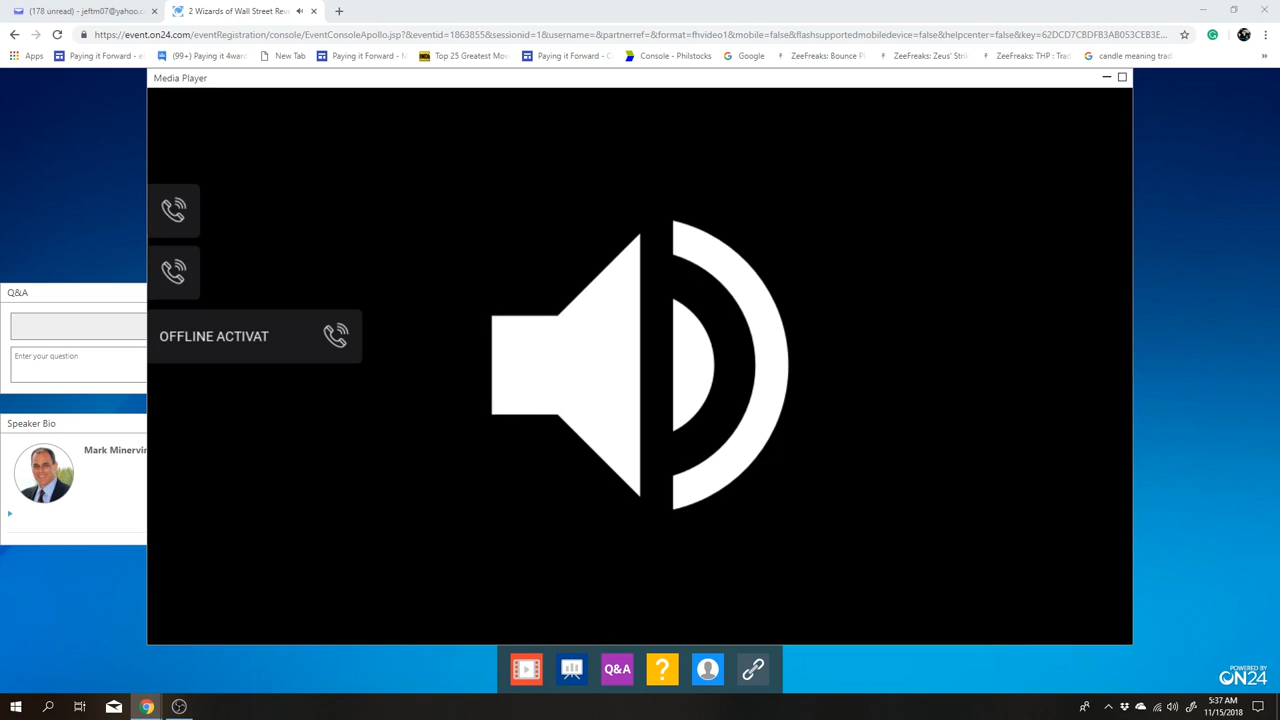 (178 unread) - jeftm07@yahoo.c
2 Wizards of Wall Street Rev
https://event.on24.com/eventRegistration/console/EventConsoleApollo.jsp?&eventid=1863855&sessionid=1&username=&partnerref=&format=fhvideo1&mobile=false&flashsupportedmobiledevice=false&helpcenter=false&key=62DCD7CBDFB3AB053CEB3E...
Apps Paying it Forward - e (99+) Paying it 4ward New Tab Paying it Forward - M Top 25 Greatest Mov Paying it Forward - C Console - Philstocks Google ZeeFreaks: Bounce Pl ZeeFreaks: Zeus' Stri ZeeFreaks: THP : Trad candle meaning tradi
Media Player
Q&A
Enter your question
OFFLINE ACTIVAT
Speaker Bio
Mark Minervin
Q&A
?
POWERED BY
ON24
5:37 AM
11/15/2018